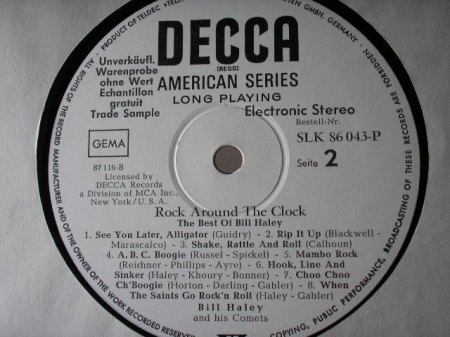 ALL RIGHTS OF THE RECORD MANUFACTURER AND OF THE OWNER OF THE WORK RECORDED RESERVED
PRODUCT OF TELDEC
GMBH, GERMANY
COPYING, PUBLIC PERFORMANCE, BROADCASTING OF THESE RECORDS FORBIDDEN
DECCA
(REGD)
AMERICAN SERIES
LONG PLAYING
Unverkäufl.
Warenprobe
ohne Wert
Echantillon
gratuit
Trade Sample
Electronic Stereo
Bestell-Nr.
SLK 86 043-P
Seite 2
GEMA
87 116-B
Licensed by
DECCA Records
a Division of MCA Inc.,
New York / U. S. A.
Rock Around The Clock
The Best Of Bill Haley
1. See You Later, Alligator (Guidry) - 2. Rip It Up (Blackwell -
Marascalco) - 3. Shake, Rattle And Roll (Calhoun)
4. A. B. C. Boogie (Russel - Spickel) - 5. Mambo Rock
(Reichner - Phillips - Ayre) - 6. Hook, Line And
Sinker (Haley - Khoury - Bonner) - 7. Choo Choo
Ch'Boogie (Horton - Darling - Gabler) - 8. When
The Saints Go Rock'n Roll (Haley - Gabler)
Bill Haley
and his Comets